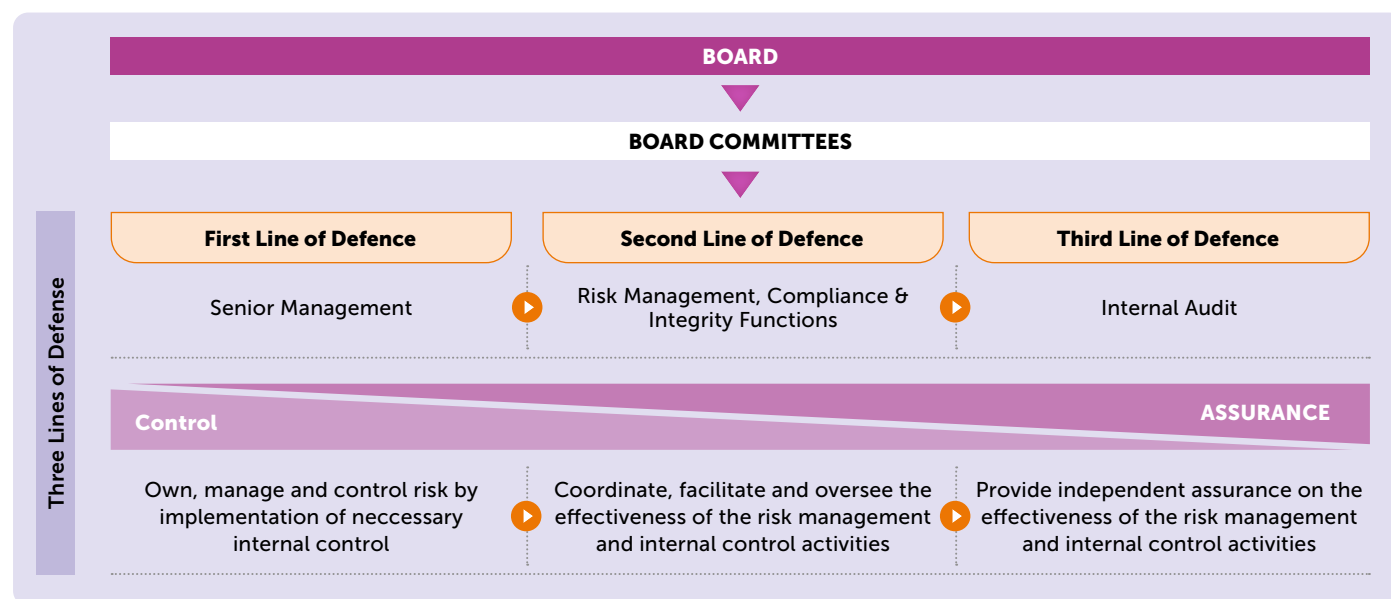 BOARD
BOARD COMMITTEES
Three Lines of Defense
First Line of Defence
Second Line of Defence
Third Line of Defence
Senior Management
Risk Management, Compliance &
Integrity Functions
Internal Audit
Control
ASSURANCE
Own, manage and control risk by
implementation of neccessary
internal control
Coordinate, facilitate and oversee the
effectiveness of the risk management
and internal control activities
Provide independent assurance on the
effectiveness of the risk management
and internal control activities